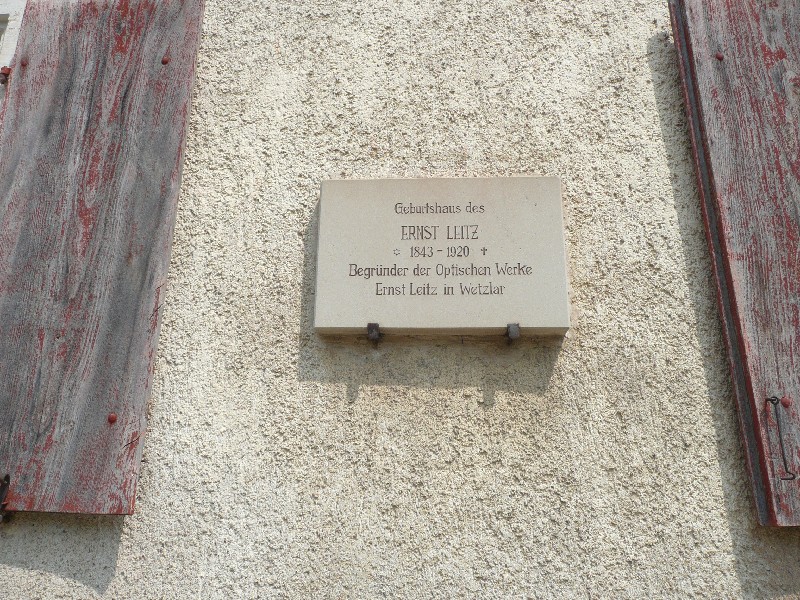 Geburtshaus des
ERNST LEITZ
☼ 1843 - 1920 ✝
Begründer der Optischen Werke
Ernst Leitz in Wetzlar